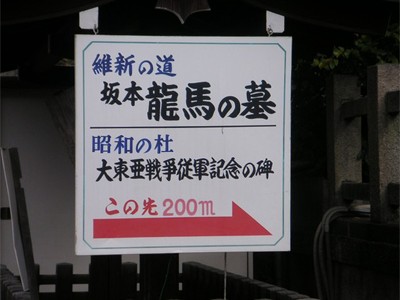 維新の道
坂本龍馬の墓
昭和の杜
大東亜戦争従軍記念の碑
この先200m